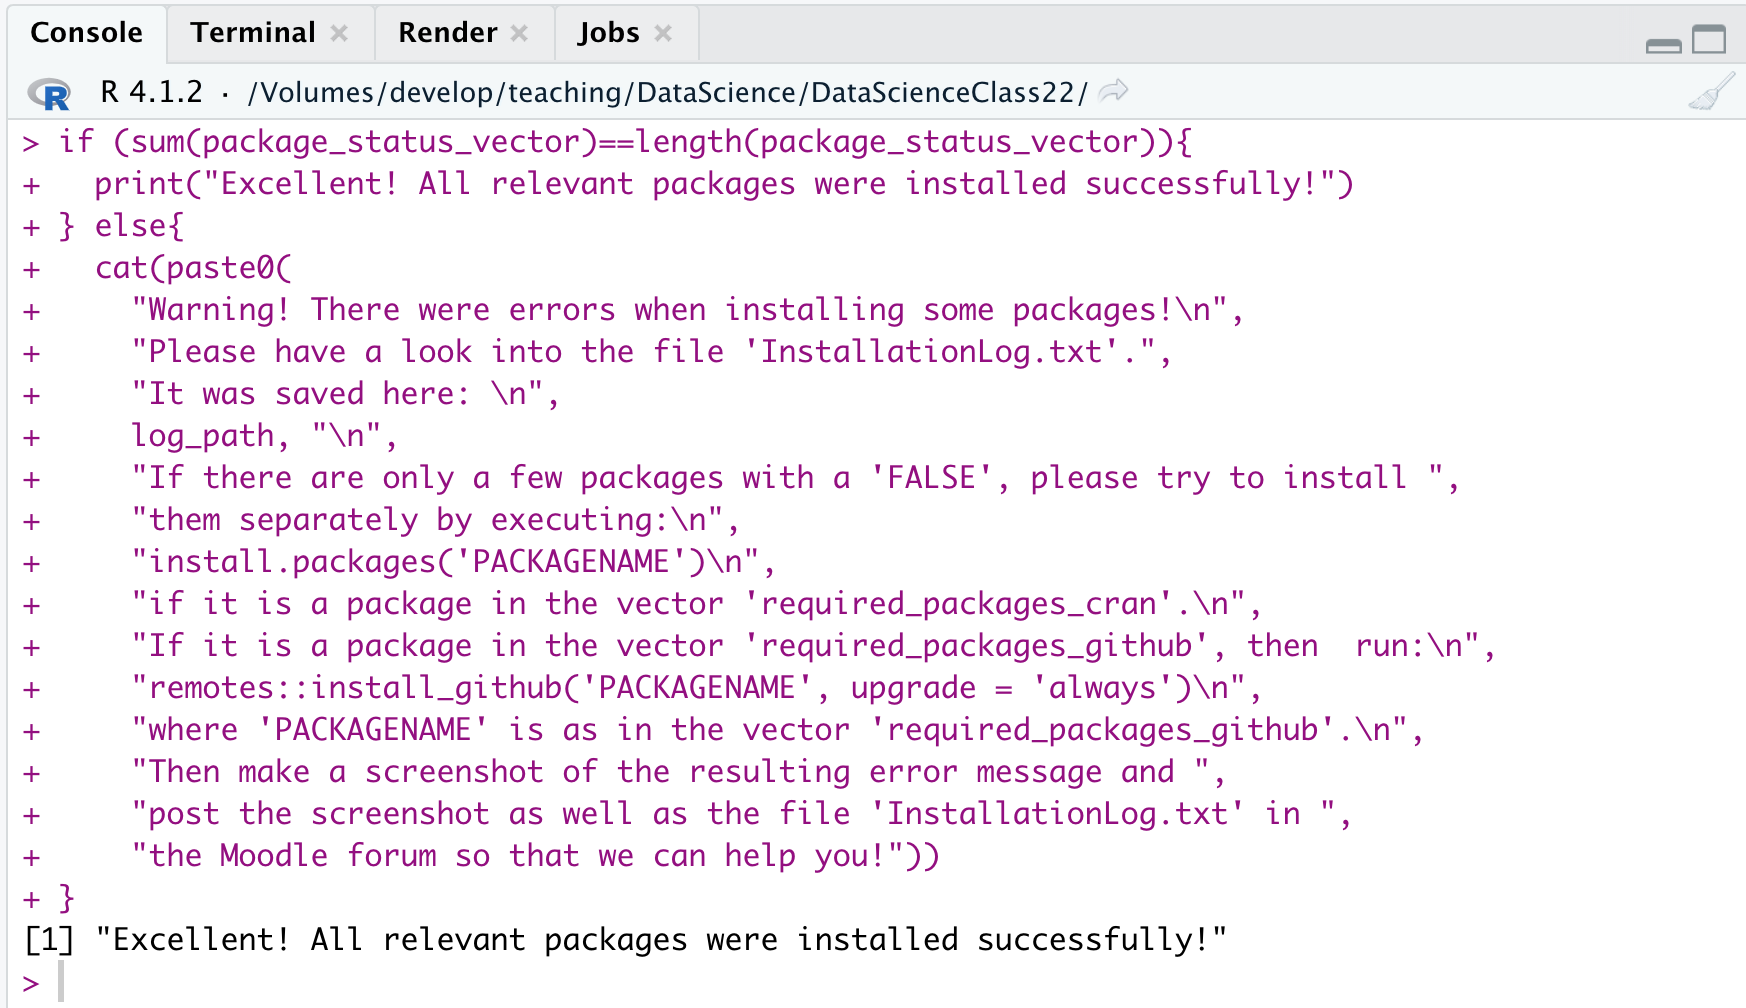 Console Terminal Render Jobs
R 4.1.2 · /Volumes/develop/teaching/DataScience/DataScienceClass22/
> if (sum(package_status_vector)==length(package_status_vector)){
+   print("Excellent! All relevant packages were installed successfully!")
+ } else{
+   cat(paste0(
+     "Warning! There were errors when installing some packages!\n",
+     "Please have a look into the file 'InstallationLog.txt'.",
+     "It was saved here: \n",
+     log_path, "\n",
+     "If there are only a few packages with a 'FALSE', please try to install ",
+     "them separately by executing:\n",
+     "install.packages('PACKAGENAME')\n",
+     "if it is a package in the vector 'required_packages_cran'.\n",
+     "If it is a package in the vector 'required_packages_github', then  run:\n",
+     "remotes::install_github('PACKAGENAME', upgrade = 'always')\n",
+     "where 'PACKAGENAME' is as in the vector 'required_packages_github'.\n",
+     "Then make a screenshot of the resulting error message and ",
+     "post the screenshot as well as the file 'InstallationLog.txt' in ",
+     "the Moodle forum so that we can help you!"))
+ }
[1] "Excellent! All relevant packages were installed successfully!"
>